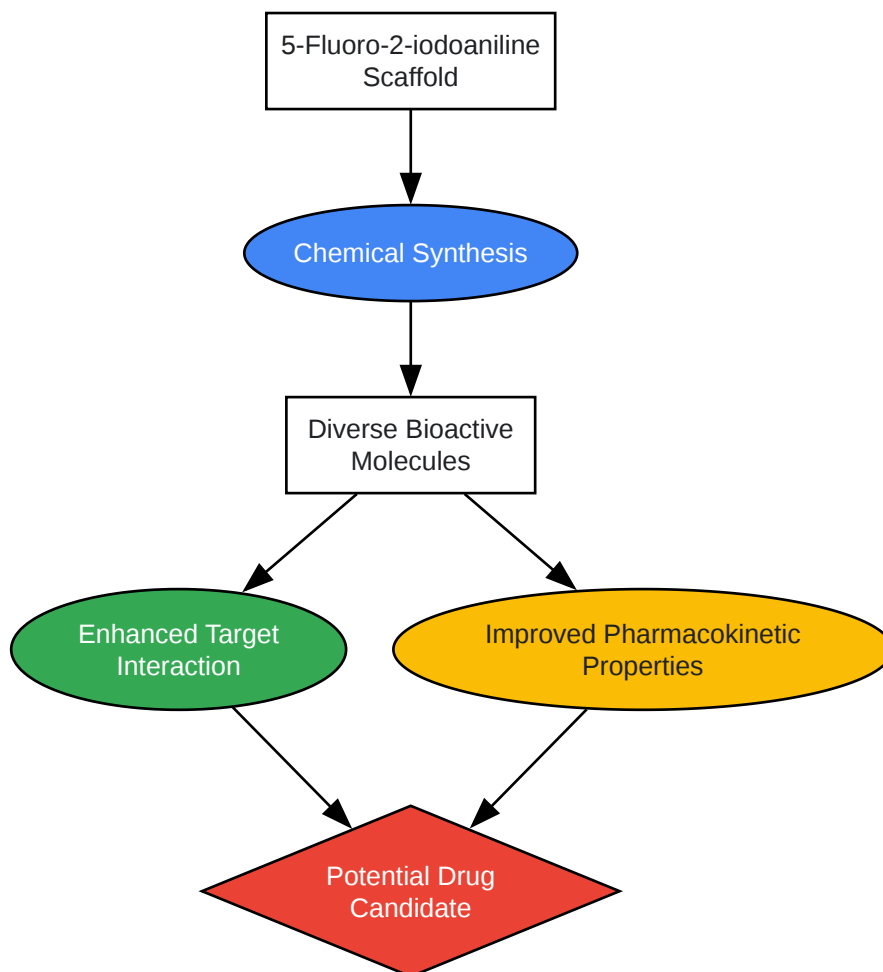 5-Fluoro-2-iodoaniline
Scaffold
Chemical Synthesis
Diverse Bioactive
Molecules
Enhanced Target
Interaction
Improved Pharmacokinetic
Properties
Potential Drug
Candidate